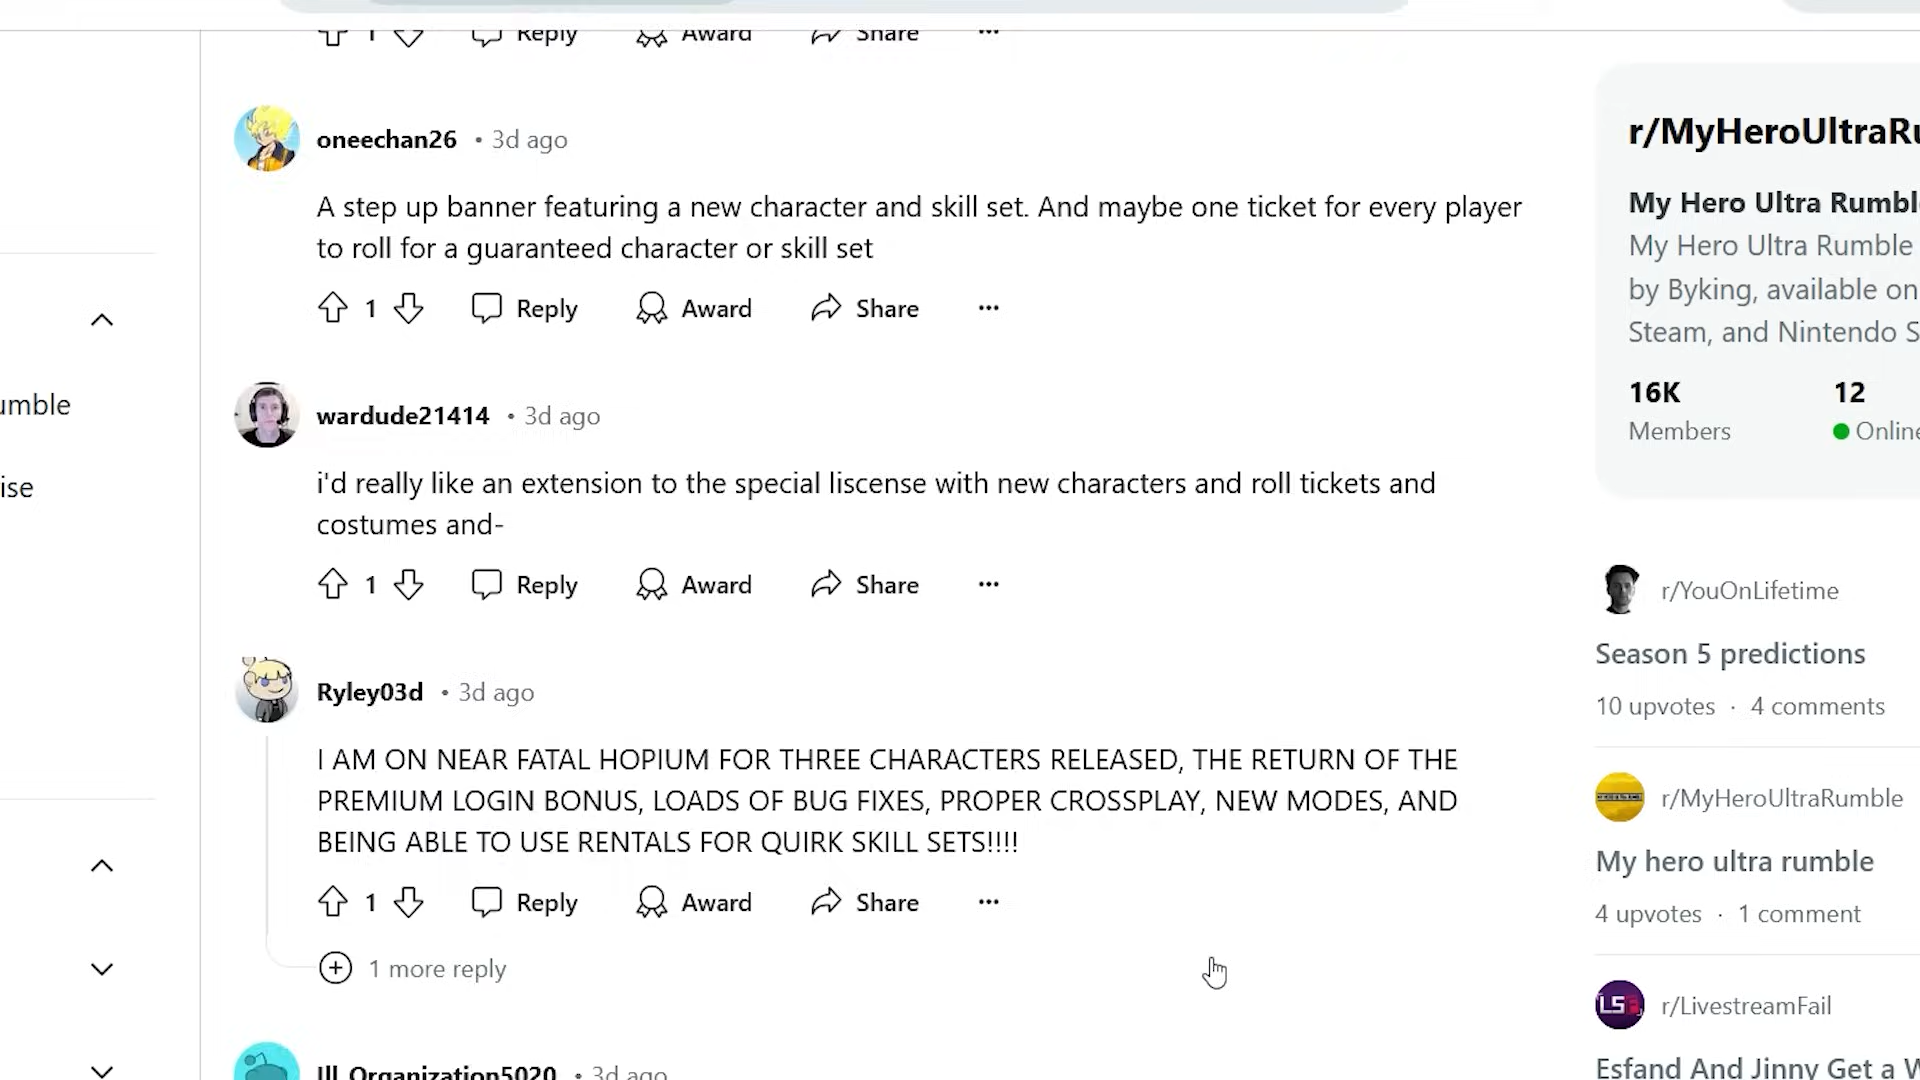 1 Reply Award Share
oneechan26 • 3d ago
A step up banner featuring a new character and skill set. And maybe one ticket for every player
to roll for a guaranteed character or skill set
1 Reply Award Share
wardude21414 • 3d ago
i'd really like an extension to the special liscense with new characters and roll tickets and
costumes and-
1 Reply Award Share
Ryley03d • 3d ago
I AM ON NEAR FATAL HOPIUM FOR THREE CHARACTERS RELEASED, THE RETURN OF THE
PREMIUM LOGIN BONUS, LOADS OF BUG FIXES, PROPER CROSSPLAY, NEW MODES, AND
BEING ABLE TO USE RENTALS FOR QUIRK SKILL SETS!!!!
1 Reply Award Share
1 more reply
Ill_Organization5020 • 3d ago
umble
ise
r/MyHeroUltraRu
My Hero Ultra Rumbl
My Hero Ultra Rumble
by Byking, available on
Steam, and Nintendo S
16K 12
Members Online
r/YouOnLifetime
Season 5 predictions
10 upvotes · 4 comments
r/MyHeroUltraRumble
My hero ultra rumble
4 upvotes · 1 comment
LSF r/LivestreamFail
Esfand And Jinny Get a W